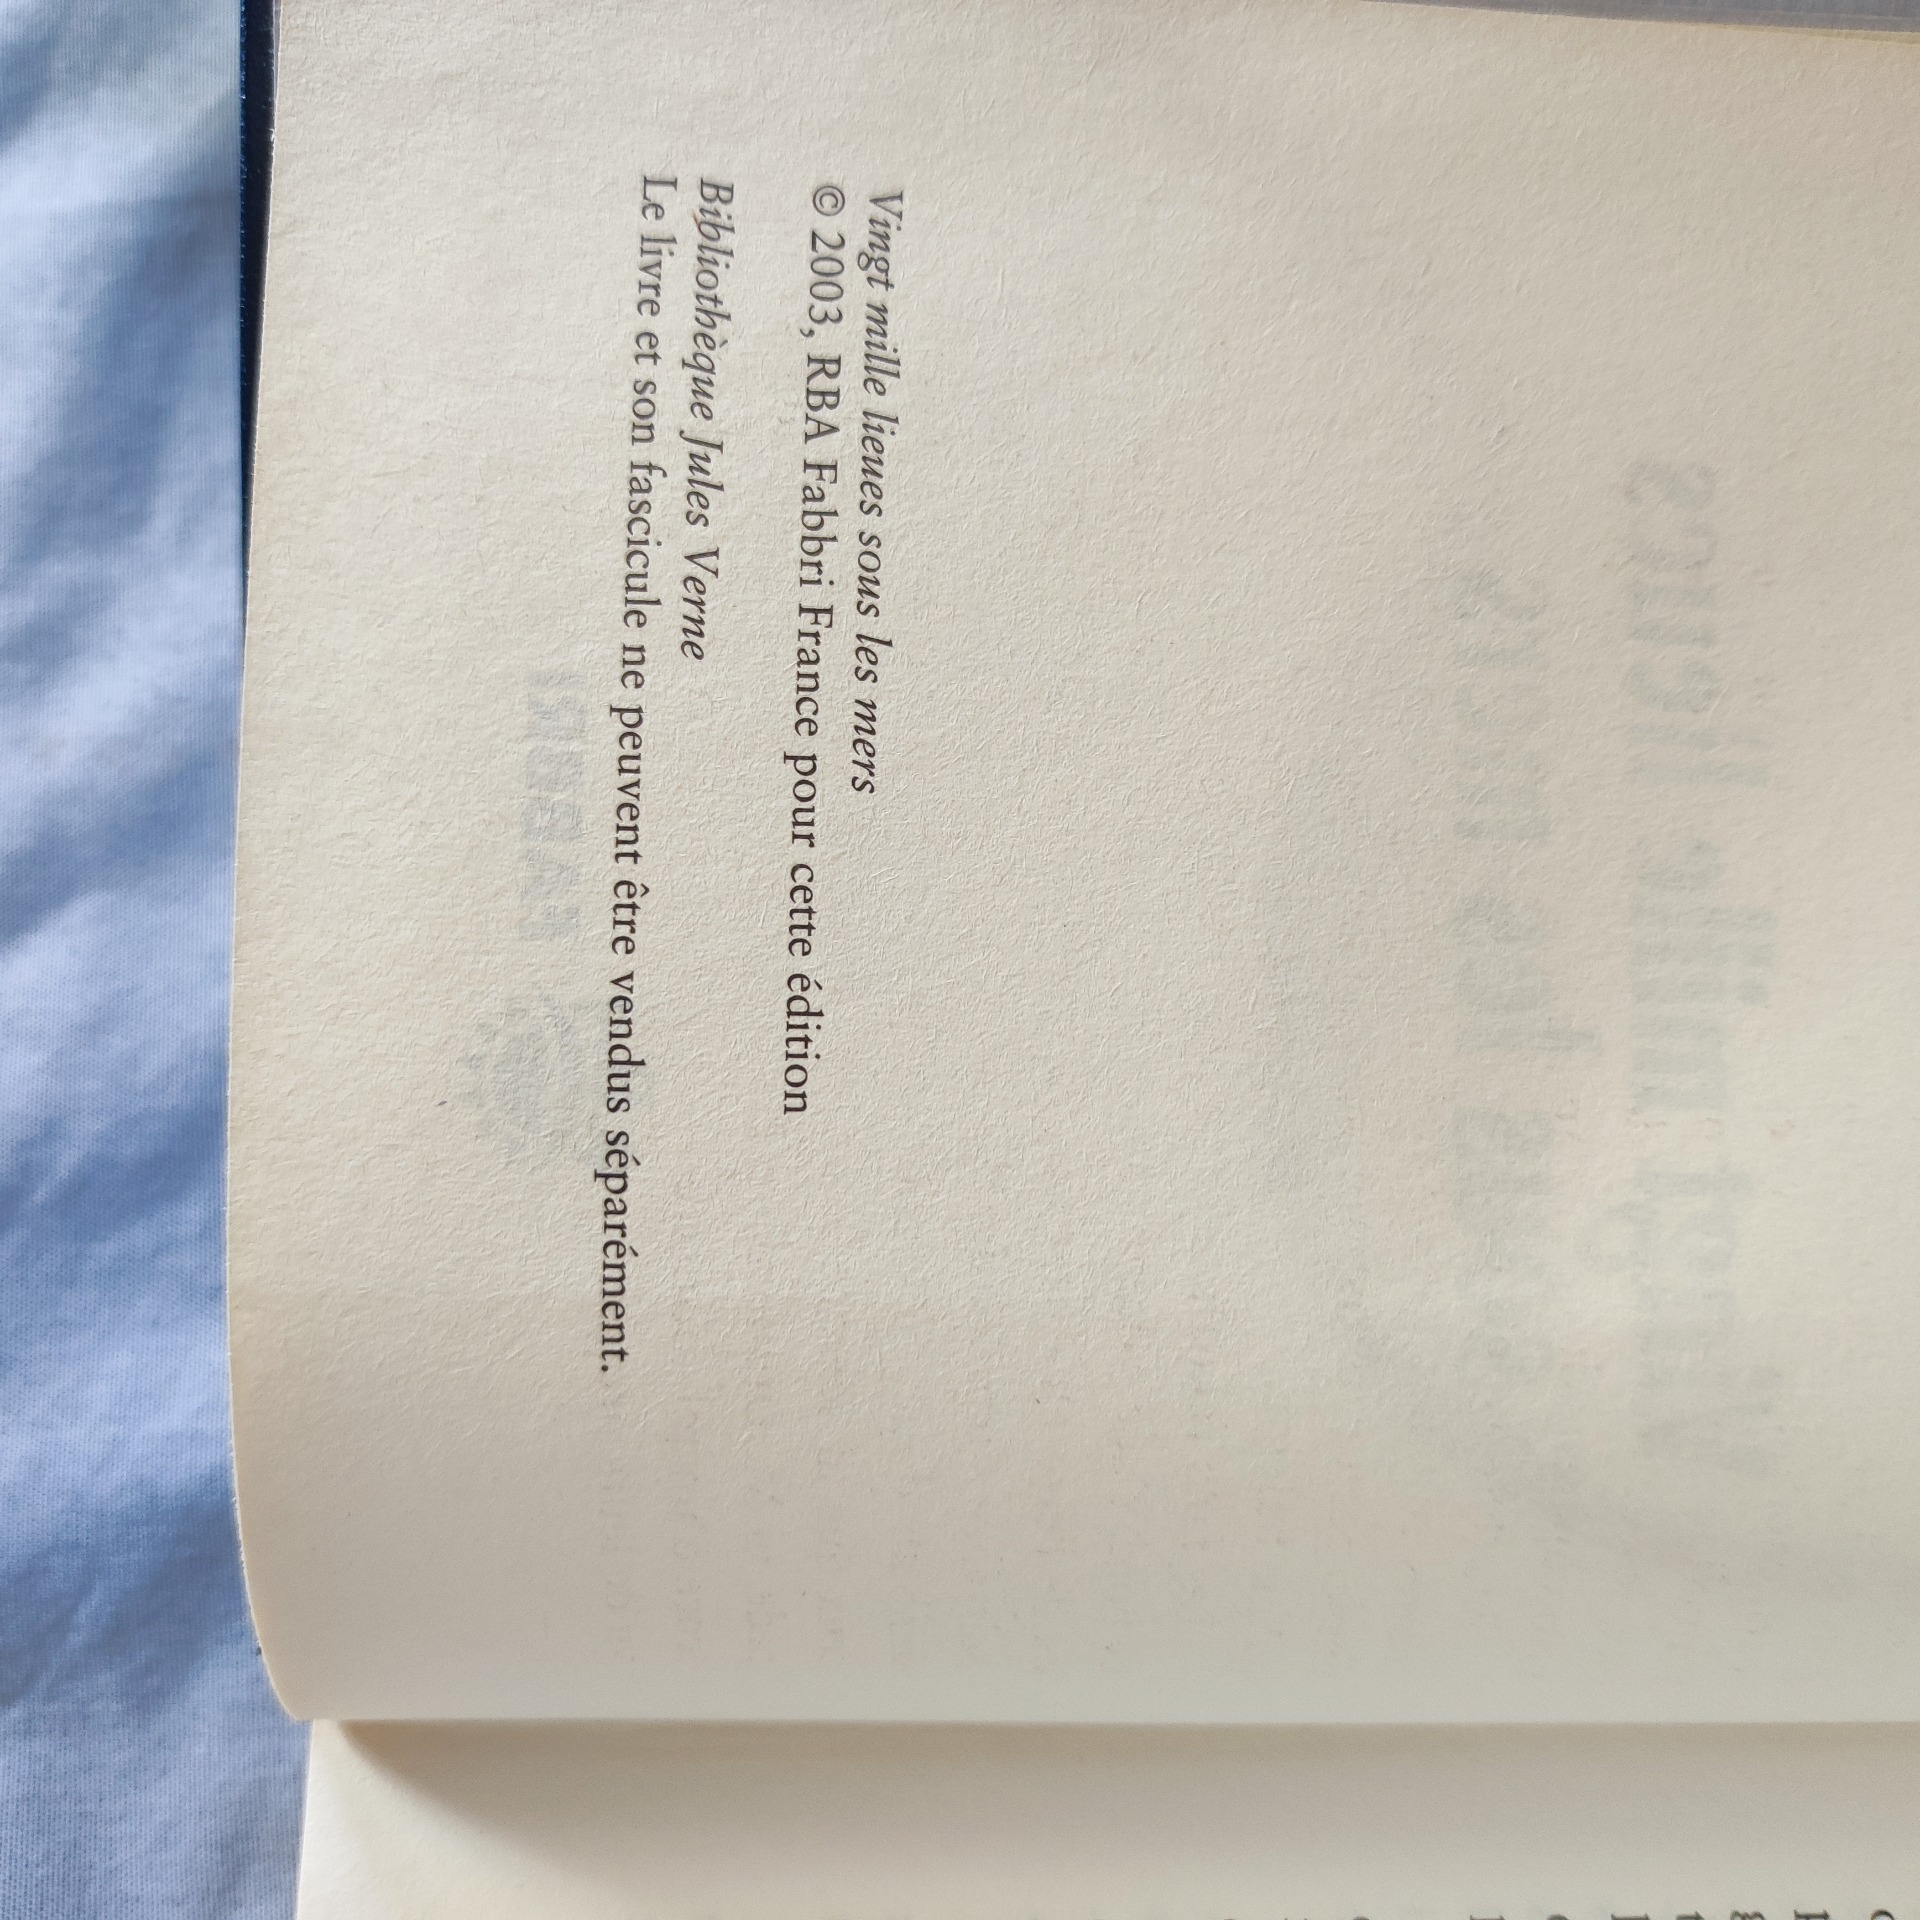 Vingt mille lieues sous les mers
© 2003, RBA Fabbri France pour cette édition
Bibliothèque Jules Verne
Le livre et son fascicule ne peuvent être vendus séparément.